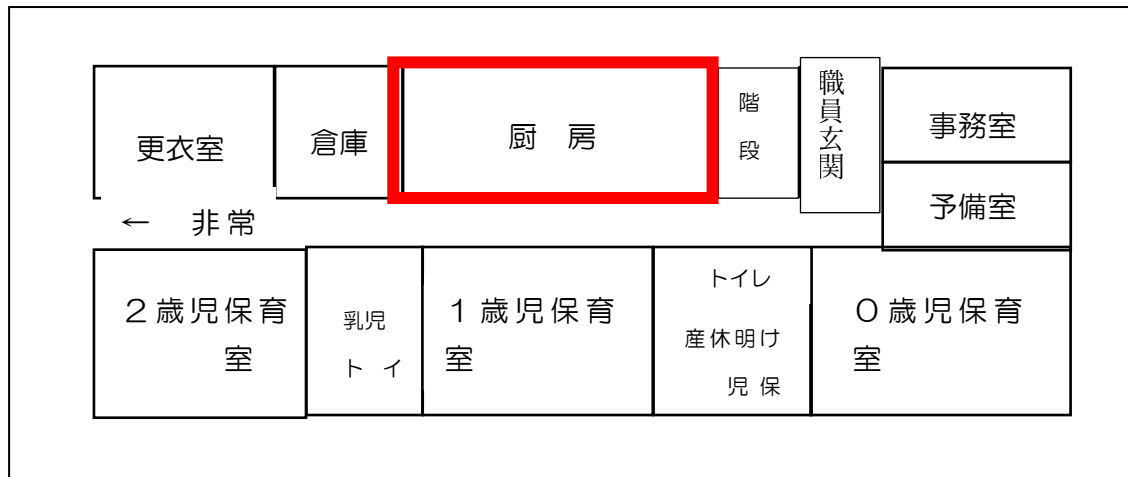 更衣室
倉庫
厨 房
階
段
職員玄関
事務室
予備室
← 非常
２歳児保育
室
乳児
ト イ
１歳児保育
室
トイレ
産休明け
児保
０歳児保育
室